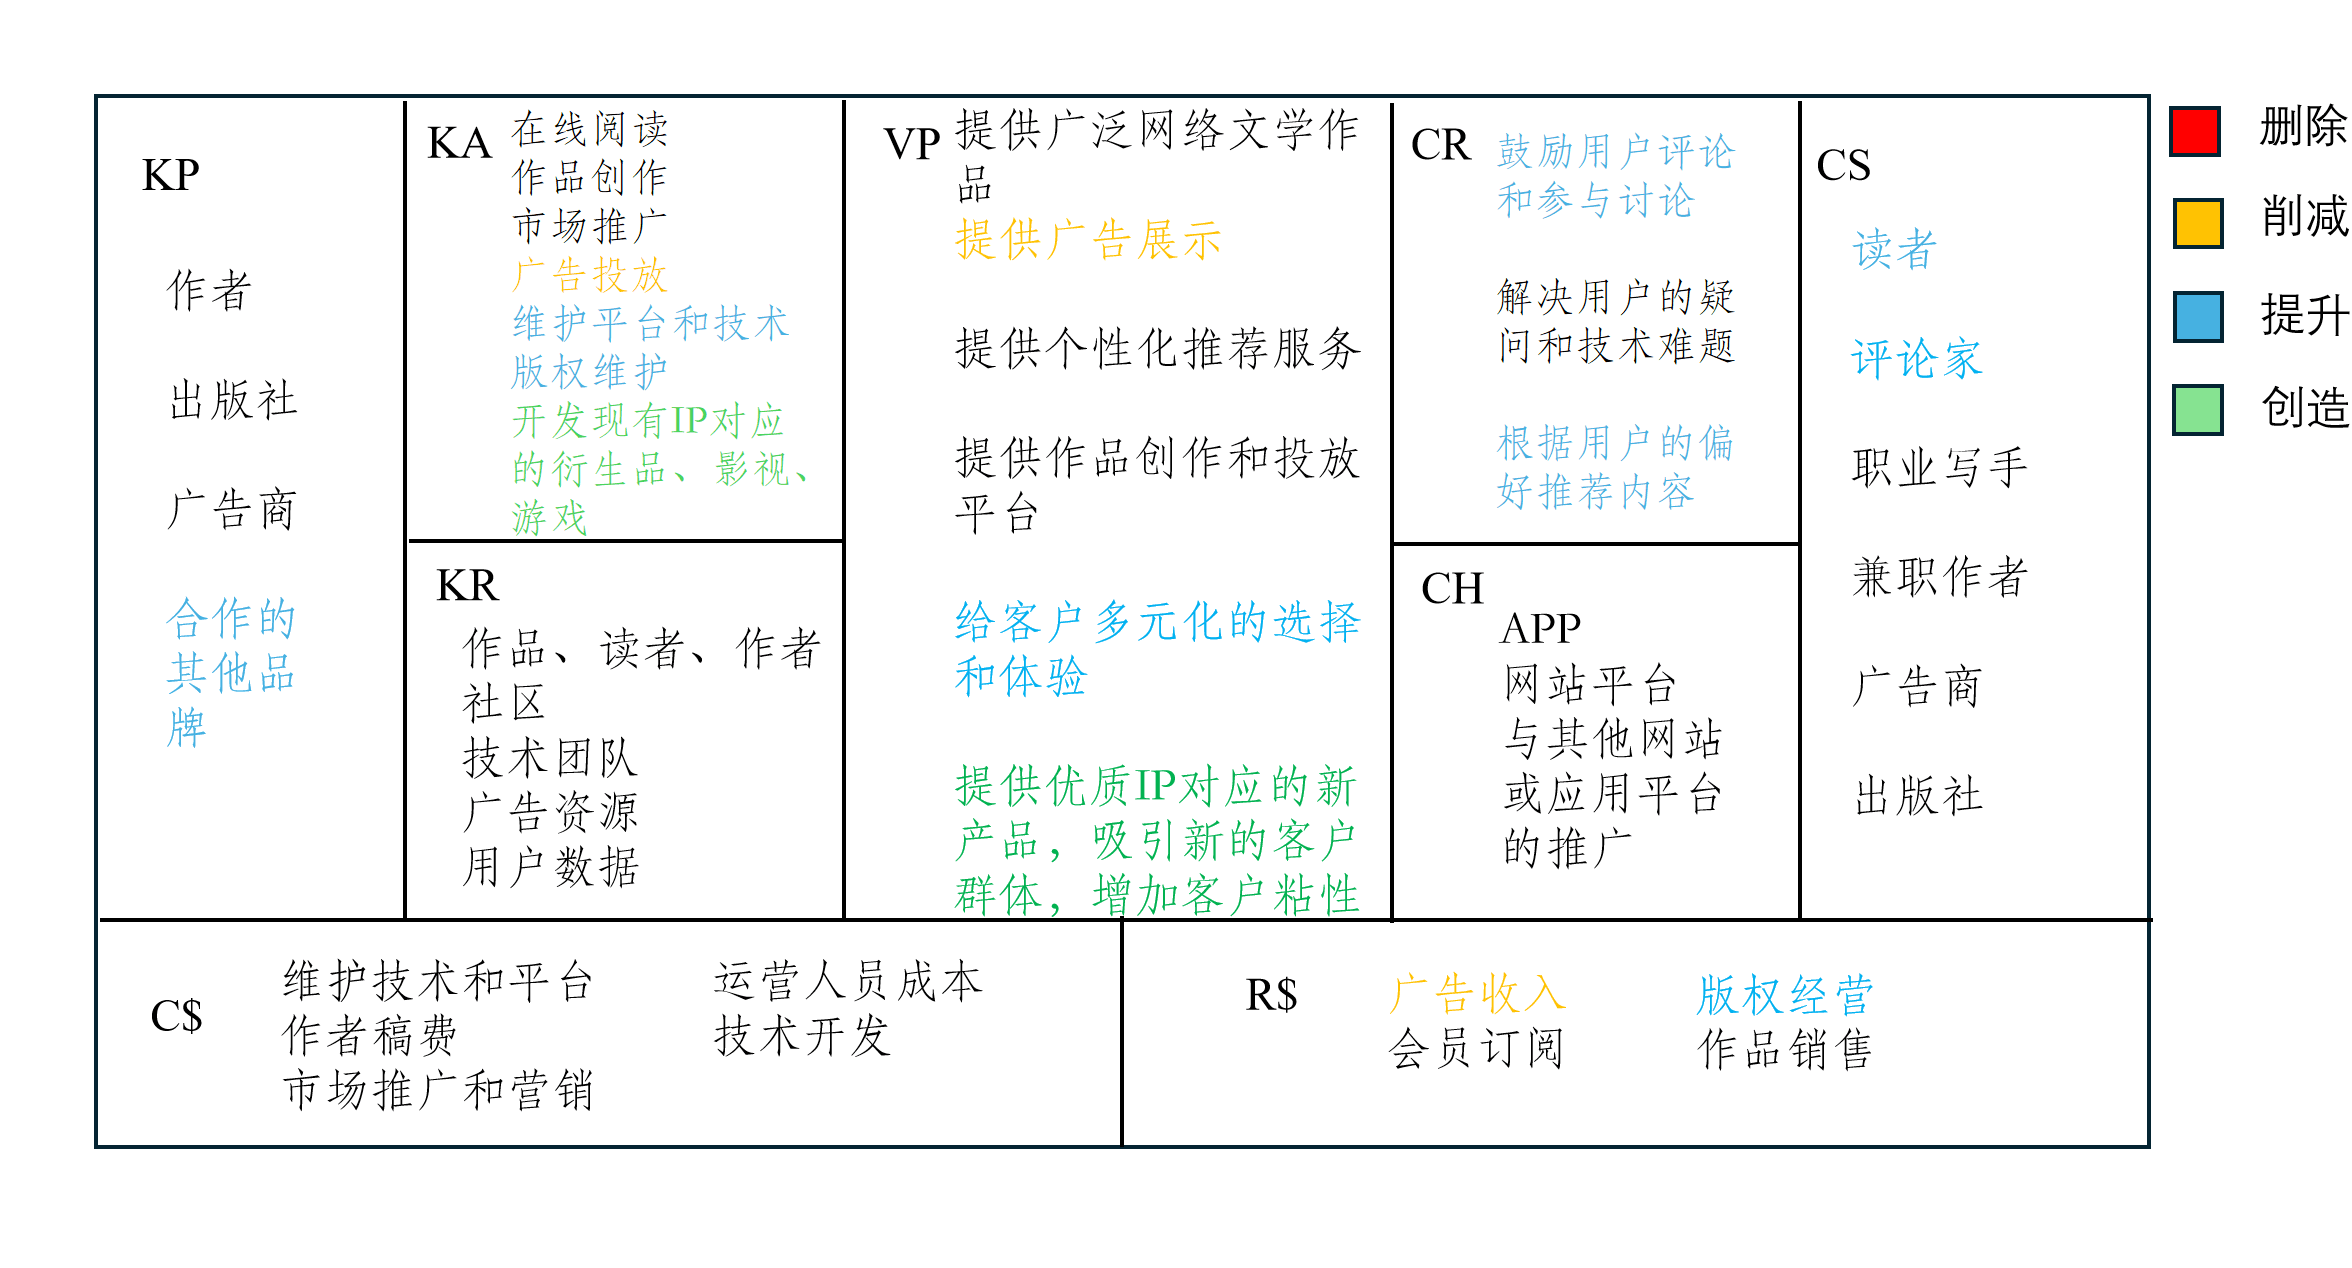 KP
作者
出版社
广告商
合作的
其他品
牌
KA
在线阅读
作品创作
市场推广
广告投放
维护平台和技术
版权维护
开发现有IP对应
的衍生品、影视、
游戏
KR
作品、读者、作者
社区
技术团队
广告资源
用户数据
VP
提供广泛网络文学作
品
提供广告展示
提供个性化推荐服务
提供作品创作和投放
平台
给客户多元化的选择
和体验
提供优质IP对应的新
产品，吸引新的客户
群体，增加客户粘性
CR
鼓励用户评论
和参与讨论
解决用户的疑
问和技术难题
根据用户的偏
好推荐内容
CH
APP
网站平台
与其他网站
或应用平台
的推广
CS
读者
评论家
职业写手
兼职作者
广告商
出版社
C$
维护技术和平台
作者稿费
市场推广和营销
运营人员成本
技术开发
R$
广告收入
会员订阅
版权经营
作品销售
删除
削减
提升
创造